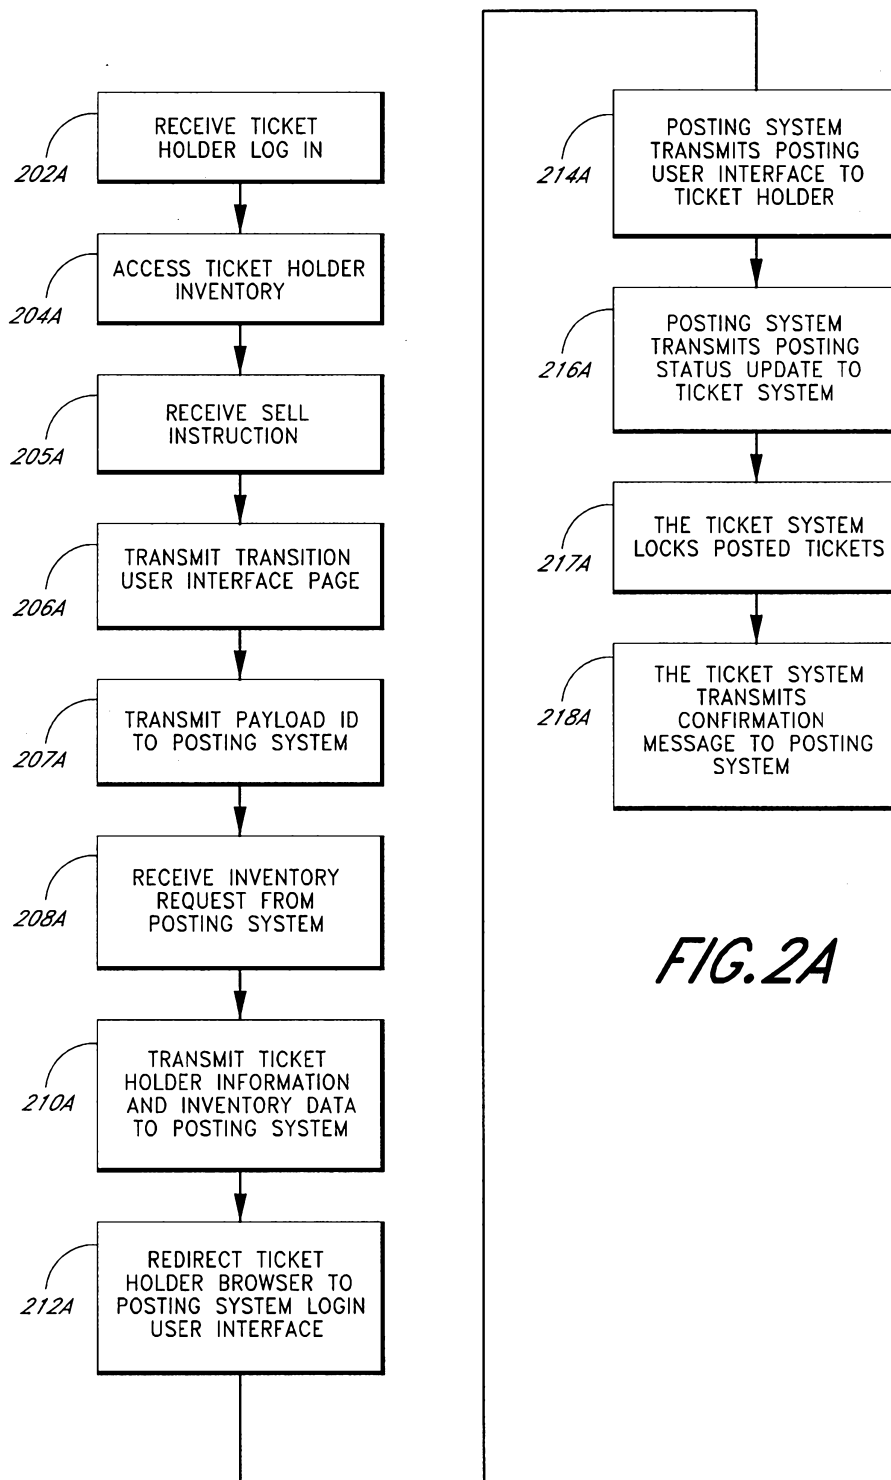 RECEIVE TICKET
HOLDER LOG IN
202A
ACCESS TICKET HOLDER
INVENTORY
204A
RECEIVE SELL
INSTRUCTION
205A
TRANSMIT TRANSITION
USER INTERFACE PAGE
206A
TRANSMIT PAYLOAD ID
TO POSTING SYSTEM
207A
RECEIVE INVENTORY
REQUEST FROM
POSTING SYSTEM
208A
TRANSMIT TICKET
HOLDER INFORMATION
AND INVENTORY DATA
TO POSTING SYSTEM
210A
REDIRECT TICKET
HOLDER BROWSER TO
POSTING SYSTEM LOGIN
USER INTERFACE
212A
POSTING SYSTEM
TRANSMITS POSTING
USER INTERFACE TO
TICKET HOLDER
214A
POSTING SYSTEM
TRANSMITS POSTING
STATUS UPDATE TO
TICKET SYSTEM
216A
THE TICKET SYSTEM
LOCKS POSTED TICKETS
217A
THE TICKET SYSTEM
TRANSMITS
CONFIRMATION
MESSAGE TO POSTING
SYSTEM
218A
FIG.2A